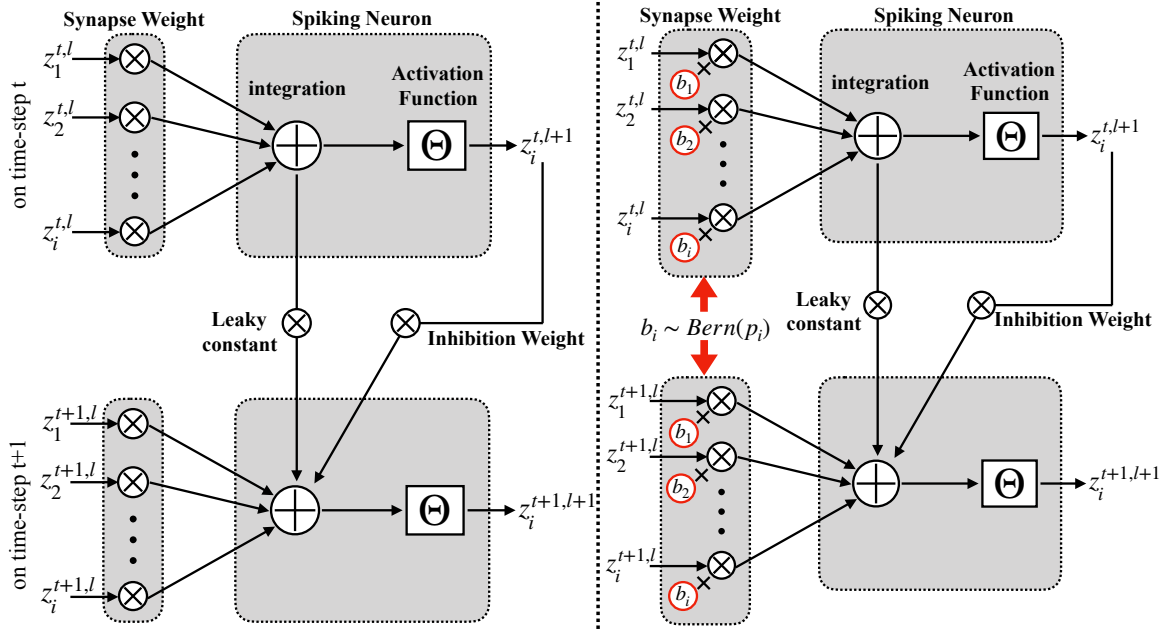 Synapse Weight
Spiking Neuron
on time-step t
z_1^{t,l}
z_2^{t,l}
z_i^{t,l}
integration
Activation
Function
Θ
z_i^{t,l+1}
Leaky
constant
Inhibition Weight
on time-step t+1
z_1^{t+1,l}
z_2^{t+1,l}
z_i^{t+1,l}
Θ
z_i^{t+1,l+1}
Synapse Weight
Spiking Neuron
z_1^{t,l}
b_1
z_2^{t,l}
b_2
z_i^{t,l}
b_i
integration
Activation
Function
Θ
z_i^{t,l+1}
b_i ∼ Bern(p_i)
Leaky
constant
Inhibition Weight
z_1^{t+1,l}
b_1
z_2^{t+1,l}
b_2
z_i^{t+1,l}
b_i
Θ
z_i^{t+1,l+1}